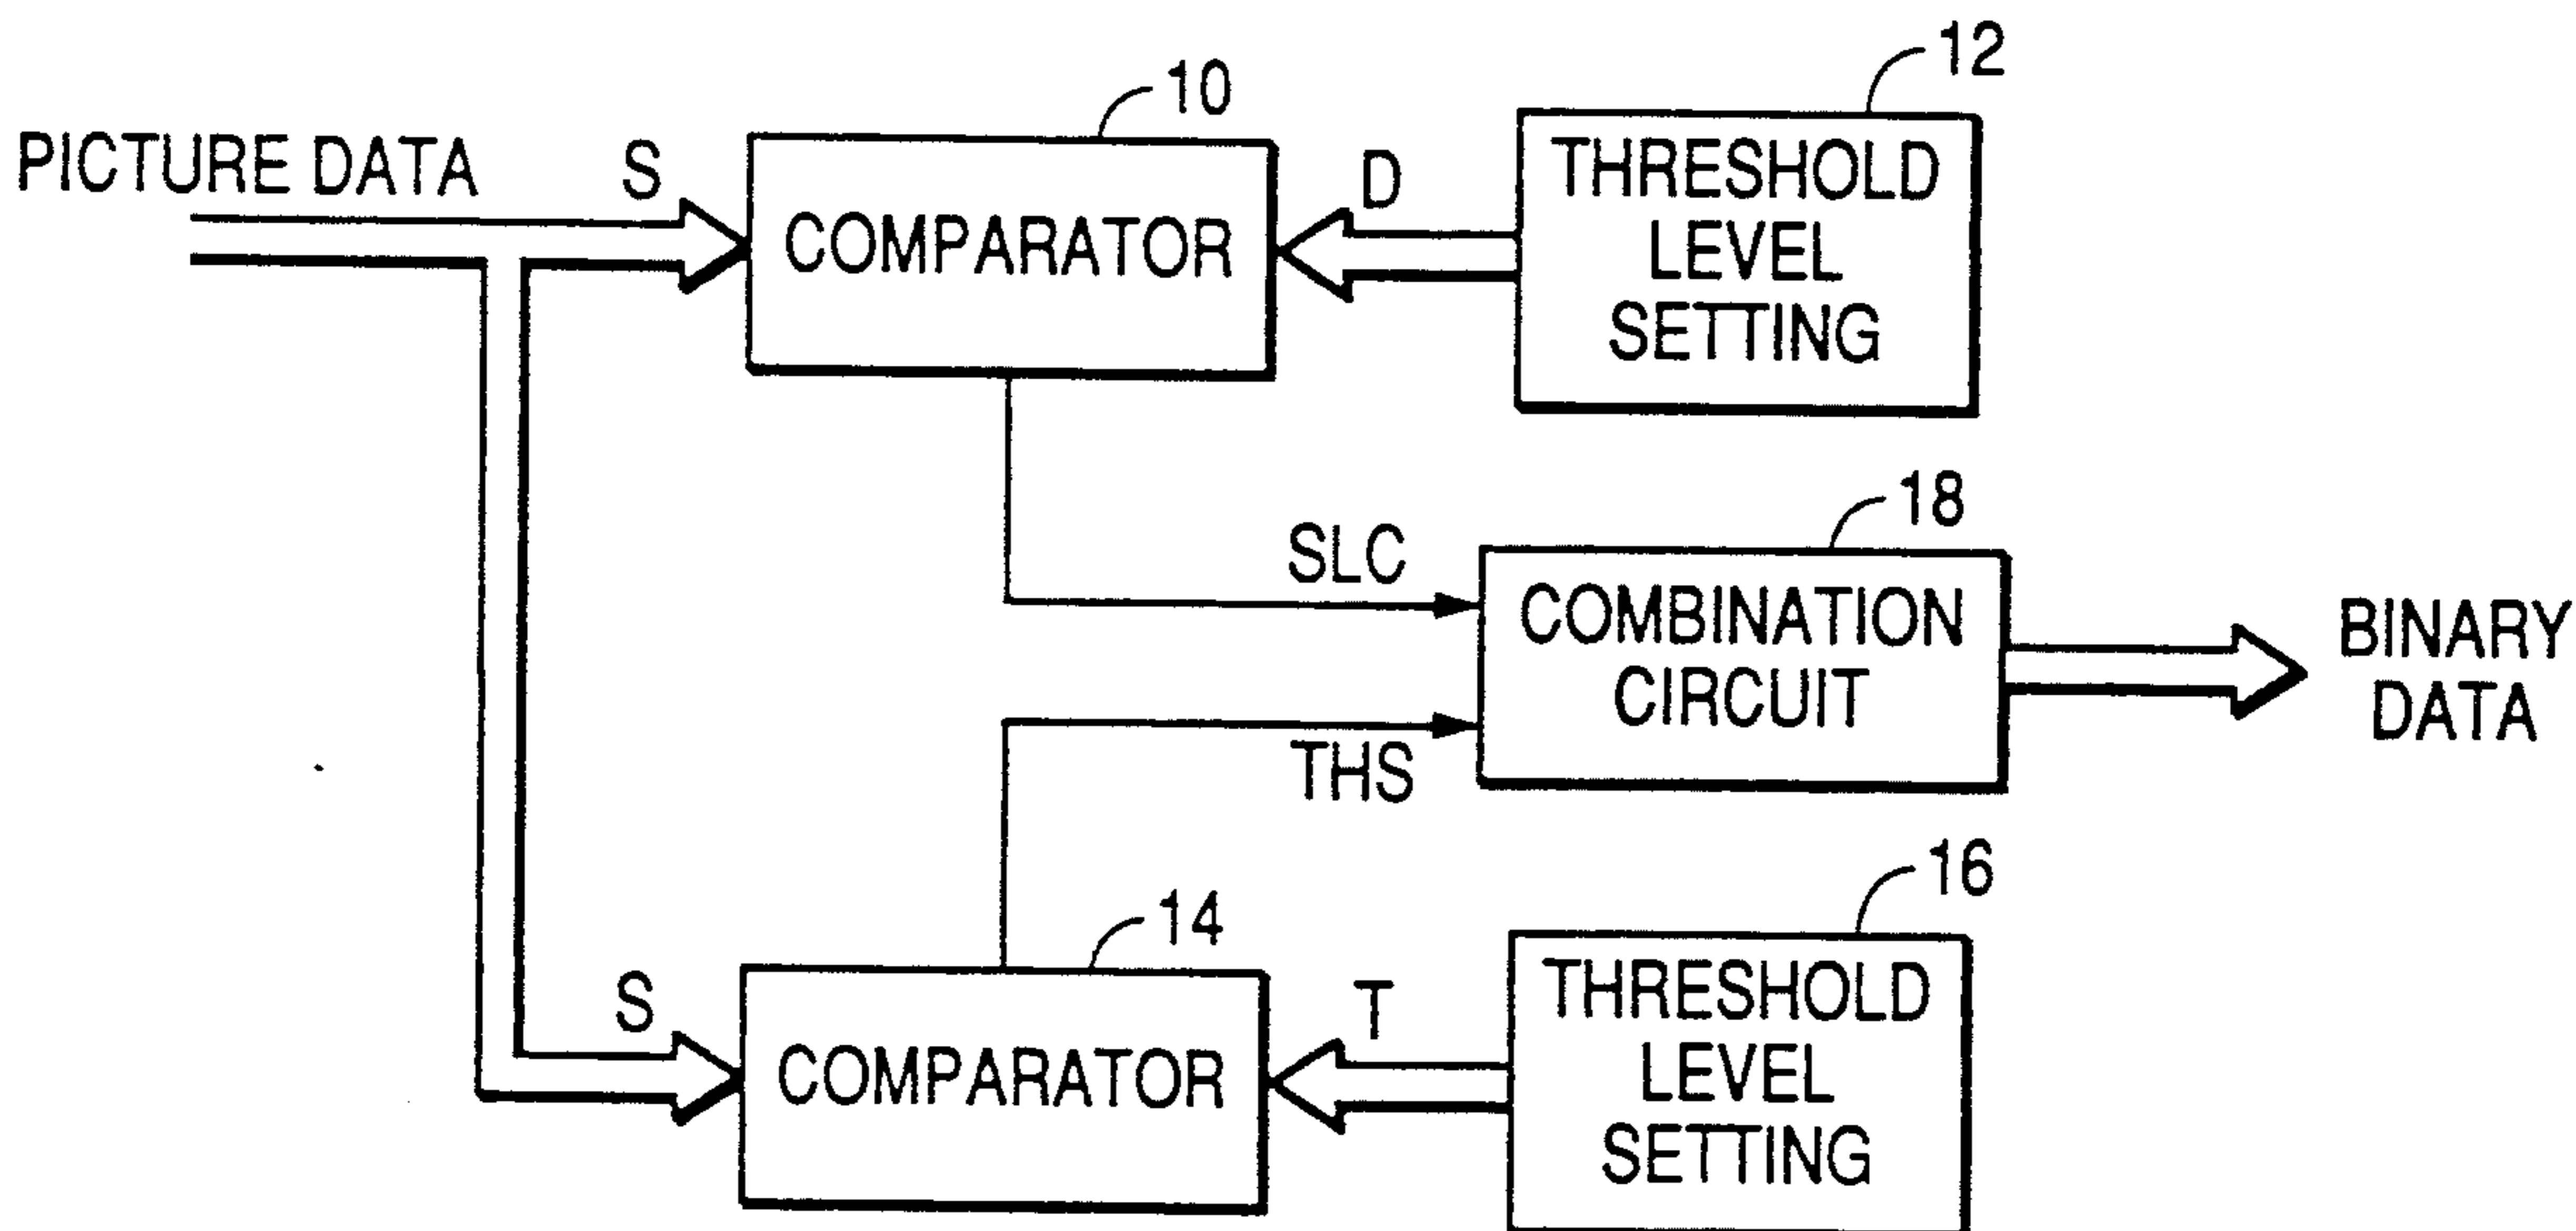 12
10
PICTURE DATA
S
COMPARATOR
D
THRESHOLD
LEVEL
SETTING
18
SLC
COMBINATION
CIRCUIT
BINARY
DATA
THS
16
14
S
COMPARATOR
T
THRESHOLD
LEVEL
SETTING